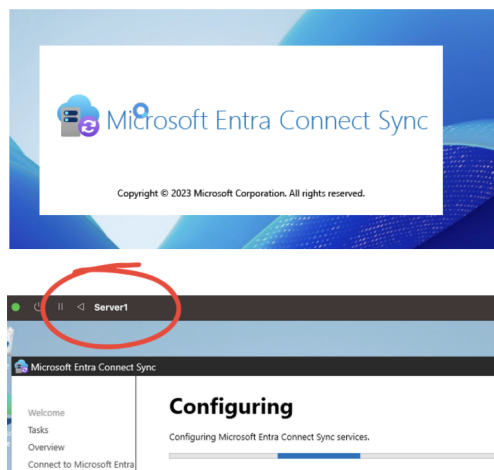 Microsoft Entra Connect Sync
Copyright © 2023 Microsoft Corporation. All rights reserved.
Server1
Microsoft Entra Connect Sync
Configuring
Welcome
Configuring Microsoft Entra Connect Sync services.
Tasks
Overview
Connect to Microsoft Entra